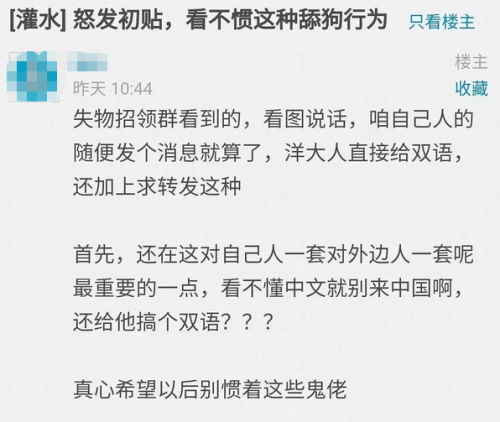 [灌水] 怒发初贴，看不惯这种舔狗行为 只看楼主
楼主
昨天 10:44 收藏
失物招领群看到的，看图说话，咱自己人的
随便发个消息就算了，洋大人直接给双语，
还加上求转发这种
首先，还在这对自己人一套对外边人一套呢
最重要的一点，看不懂中文就别来中国啊，
还给他搞个双语？？？
真心希望以后别惯着这些鬼佬